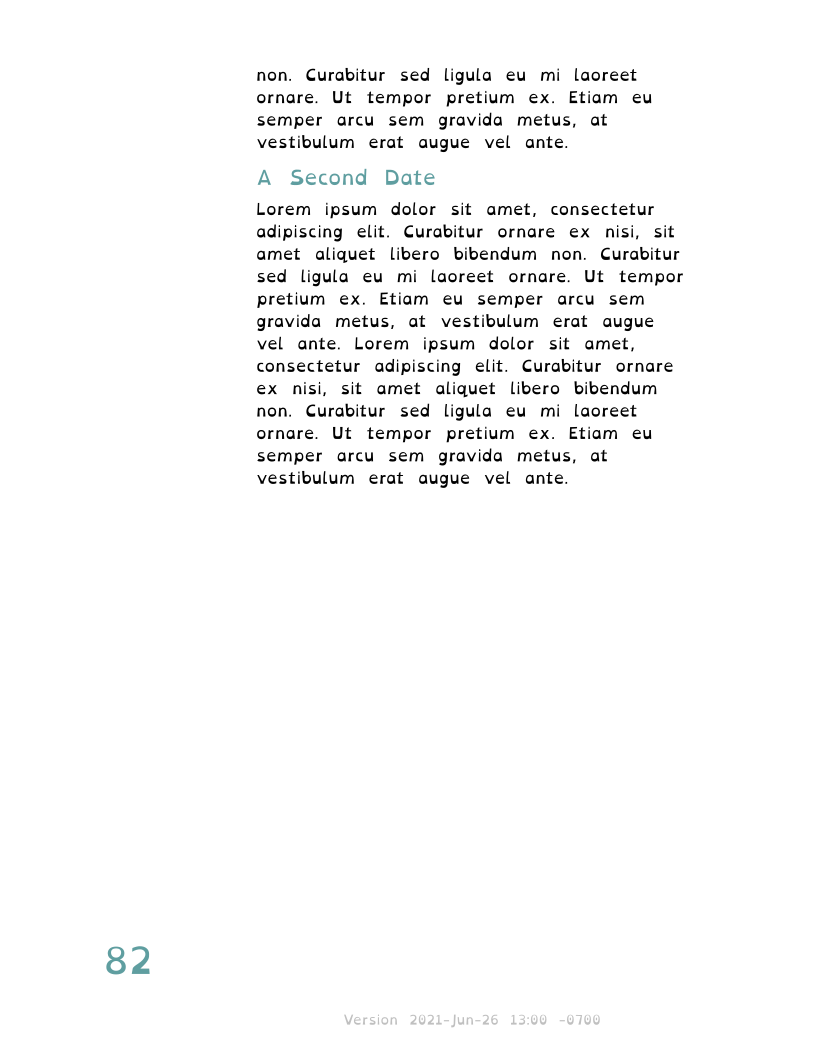 non. Curabitur sed ligula eu mi laoreet
ornare. Ut tempor pretium ex. Etiam eu
semper arcu sem gravida metus, at
vestibulum erat augue vel ante.
A Second Date
Lorem ipsum dolor sit amet, consectetur
adipiscing elit. Curabitur ornare ex nisi, sit
amet aliquet libero bibendum non. Curabitur
sed ligula eu mi laoreet ornare. Ut tempor
pretium ex. Etiam eu semper arcu sem
gravida metus, at vestibulum erat augue
vel ante. Lorem ipsum dolor sit amet,
consectetur adipiscing elit. Curabitur ornare
ex nisi, sit amet aliquet libero bibendum
non. Curabitur sed ligula eu mi laoreet
ornare. Ut tempor pretium ex. Etiam eu
semper arcu sem gravida metus, at
vestibulum erat augue vel ante.
82
Version 2021-Jun-26 13:00 -0700